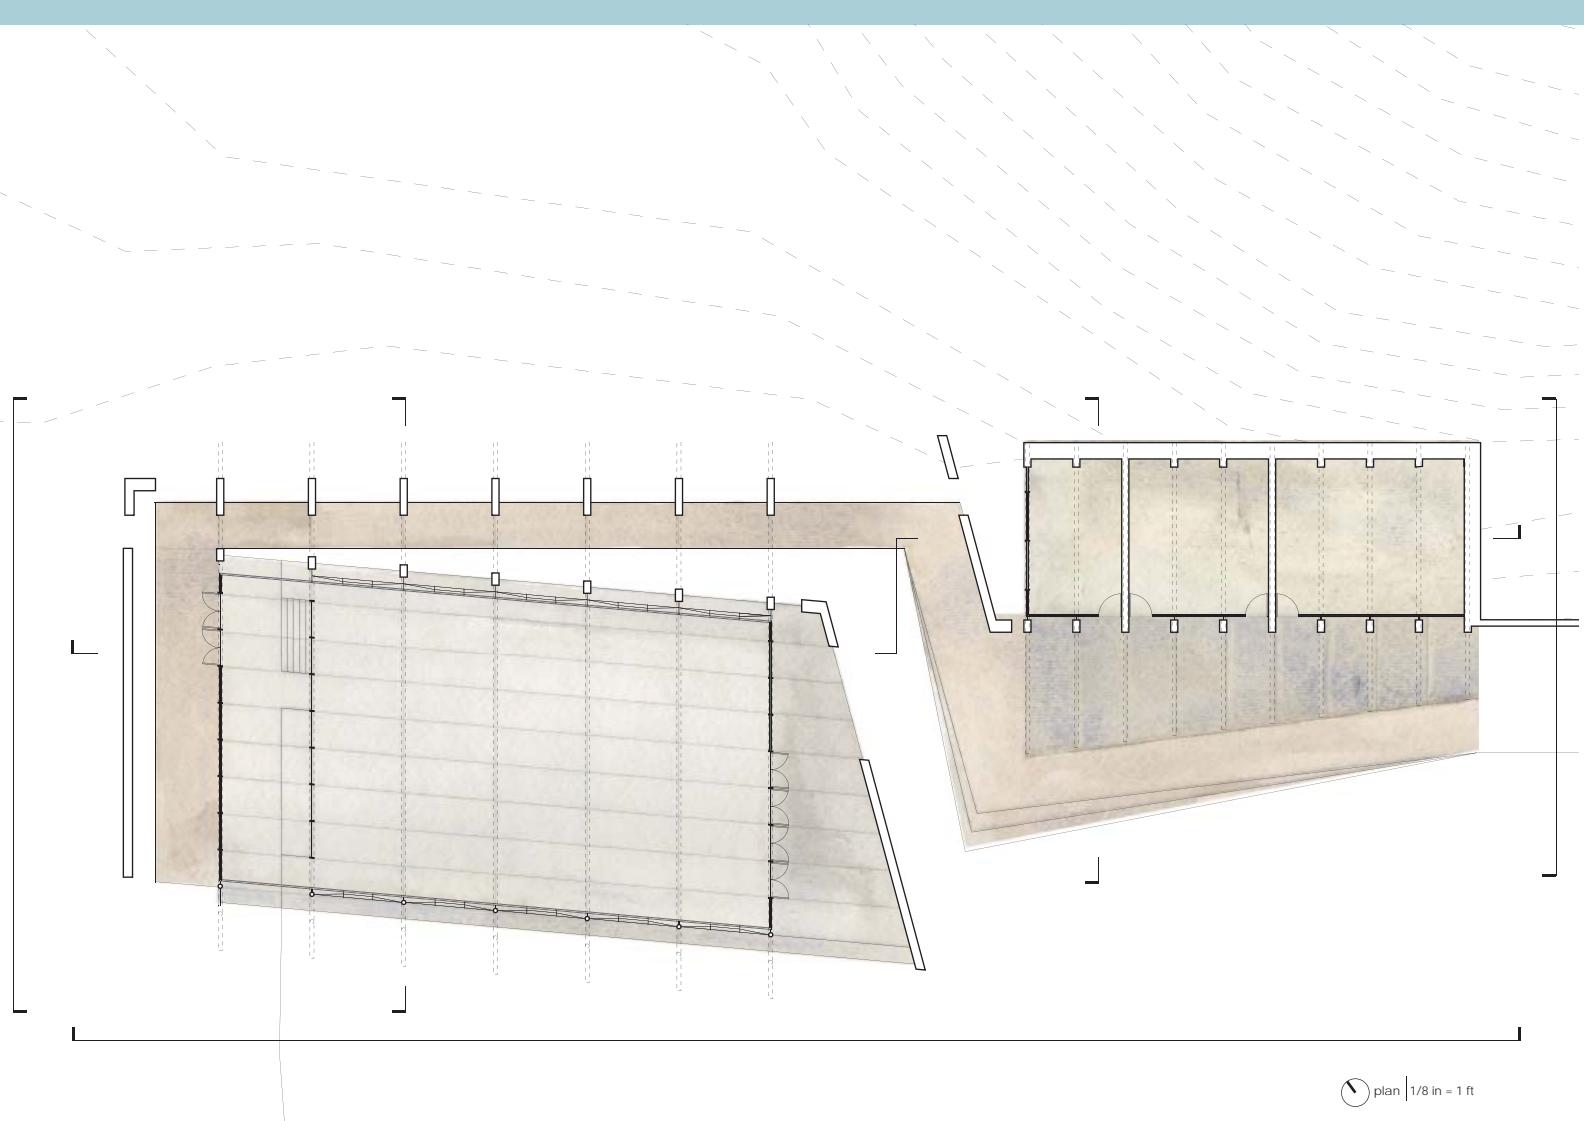 plan 1/8 in = 1 ft